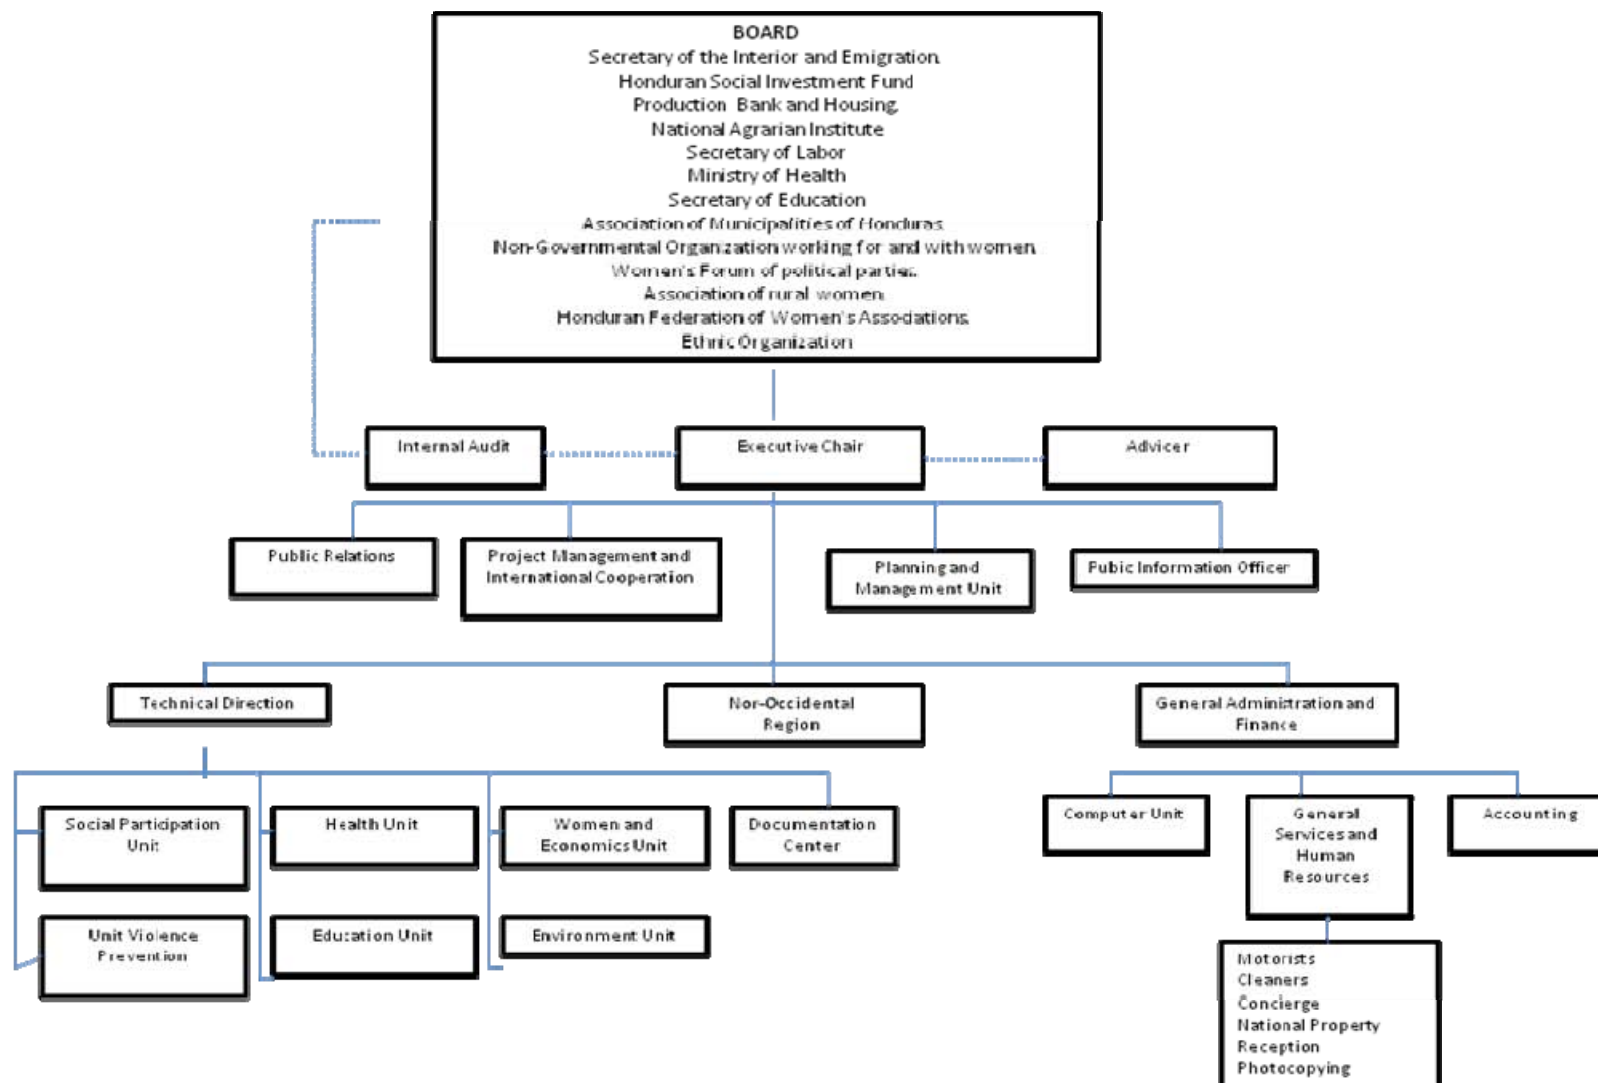 BOARD
Secretary of the Interior and Emigration.
Honduran Social Investment Fund
Production Bank and Housing.
National Agrarian Institute
Secretary of Labor
Ministry of Health
Secretary of Education
Association of Municipalities of Honduras.
Non-Governmental Organization working for and with women.
Women's Forum of political parties.
Association of rural women.
Honduran Federation of Women's Associations.
Ethnic Organization
Internal Audit
Executive Chair
Advicer
Public Relations
Project Management and
International Cooperation
Planning and
Management Unit
Pubic Information Officer
Technical Direction
Nor-Occidental
Region
General Administration and
Finance
Social Participation
Unit
Health Unit
Women and
Economics Unit
Documentation
Center
Computer Unit
General
Services and
Human
Resources
Accounting
Unit Violence
Prevention
Education Unit
Environment Unit
Motorists
Cleaners
Concierge
National Property
Reception
Photocopying